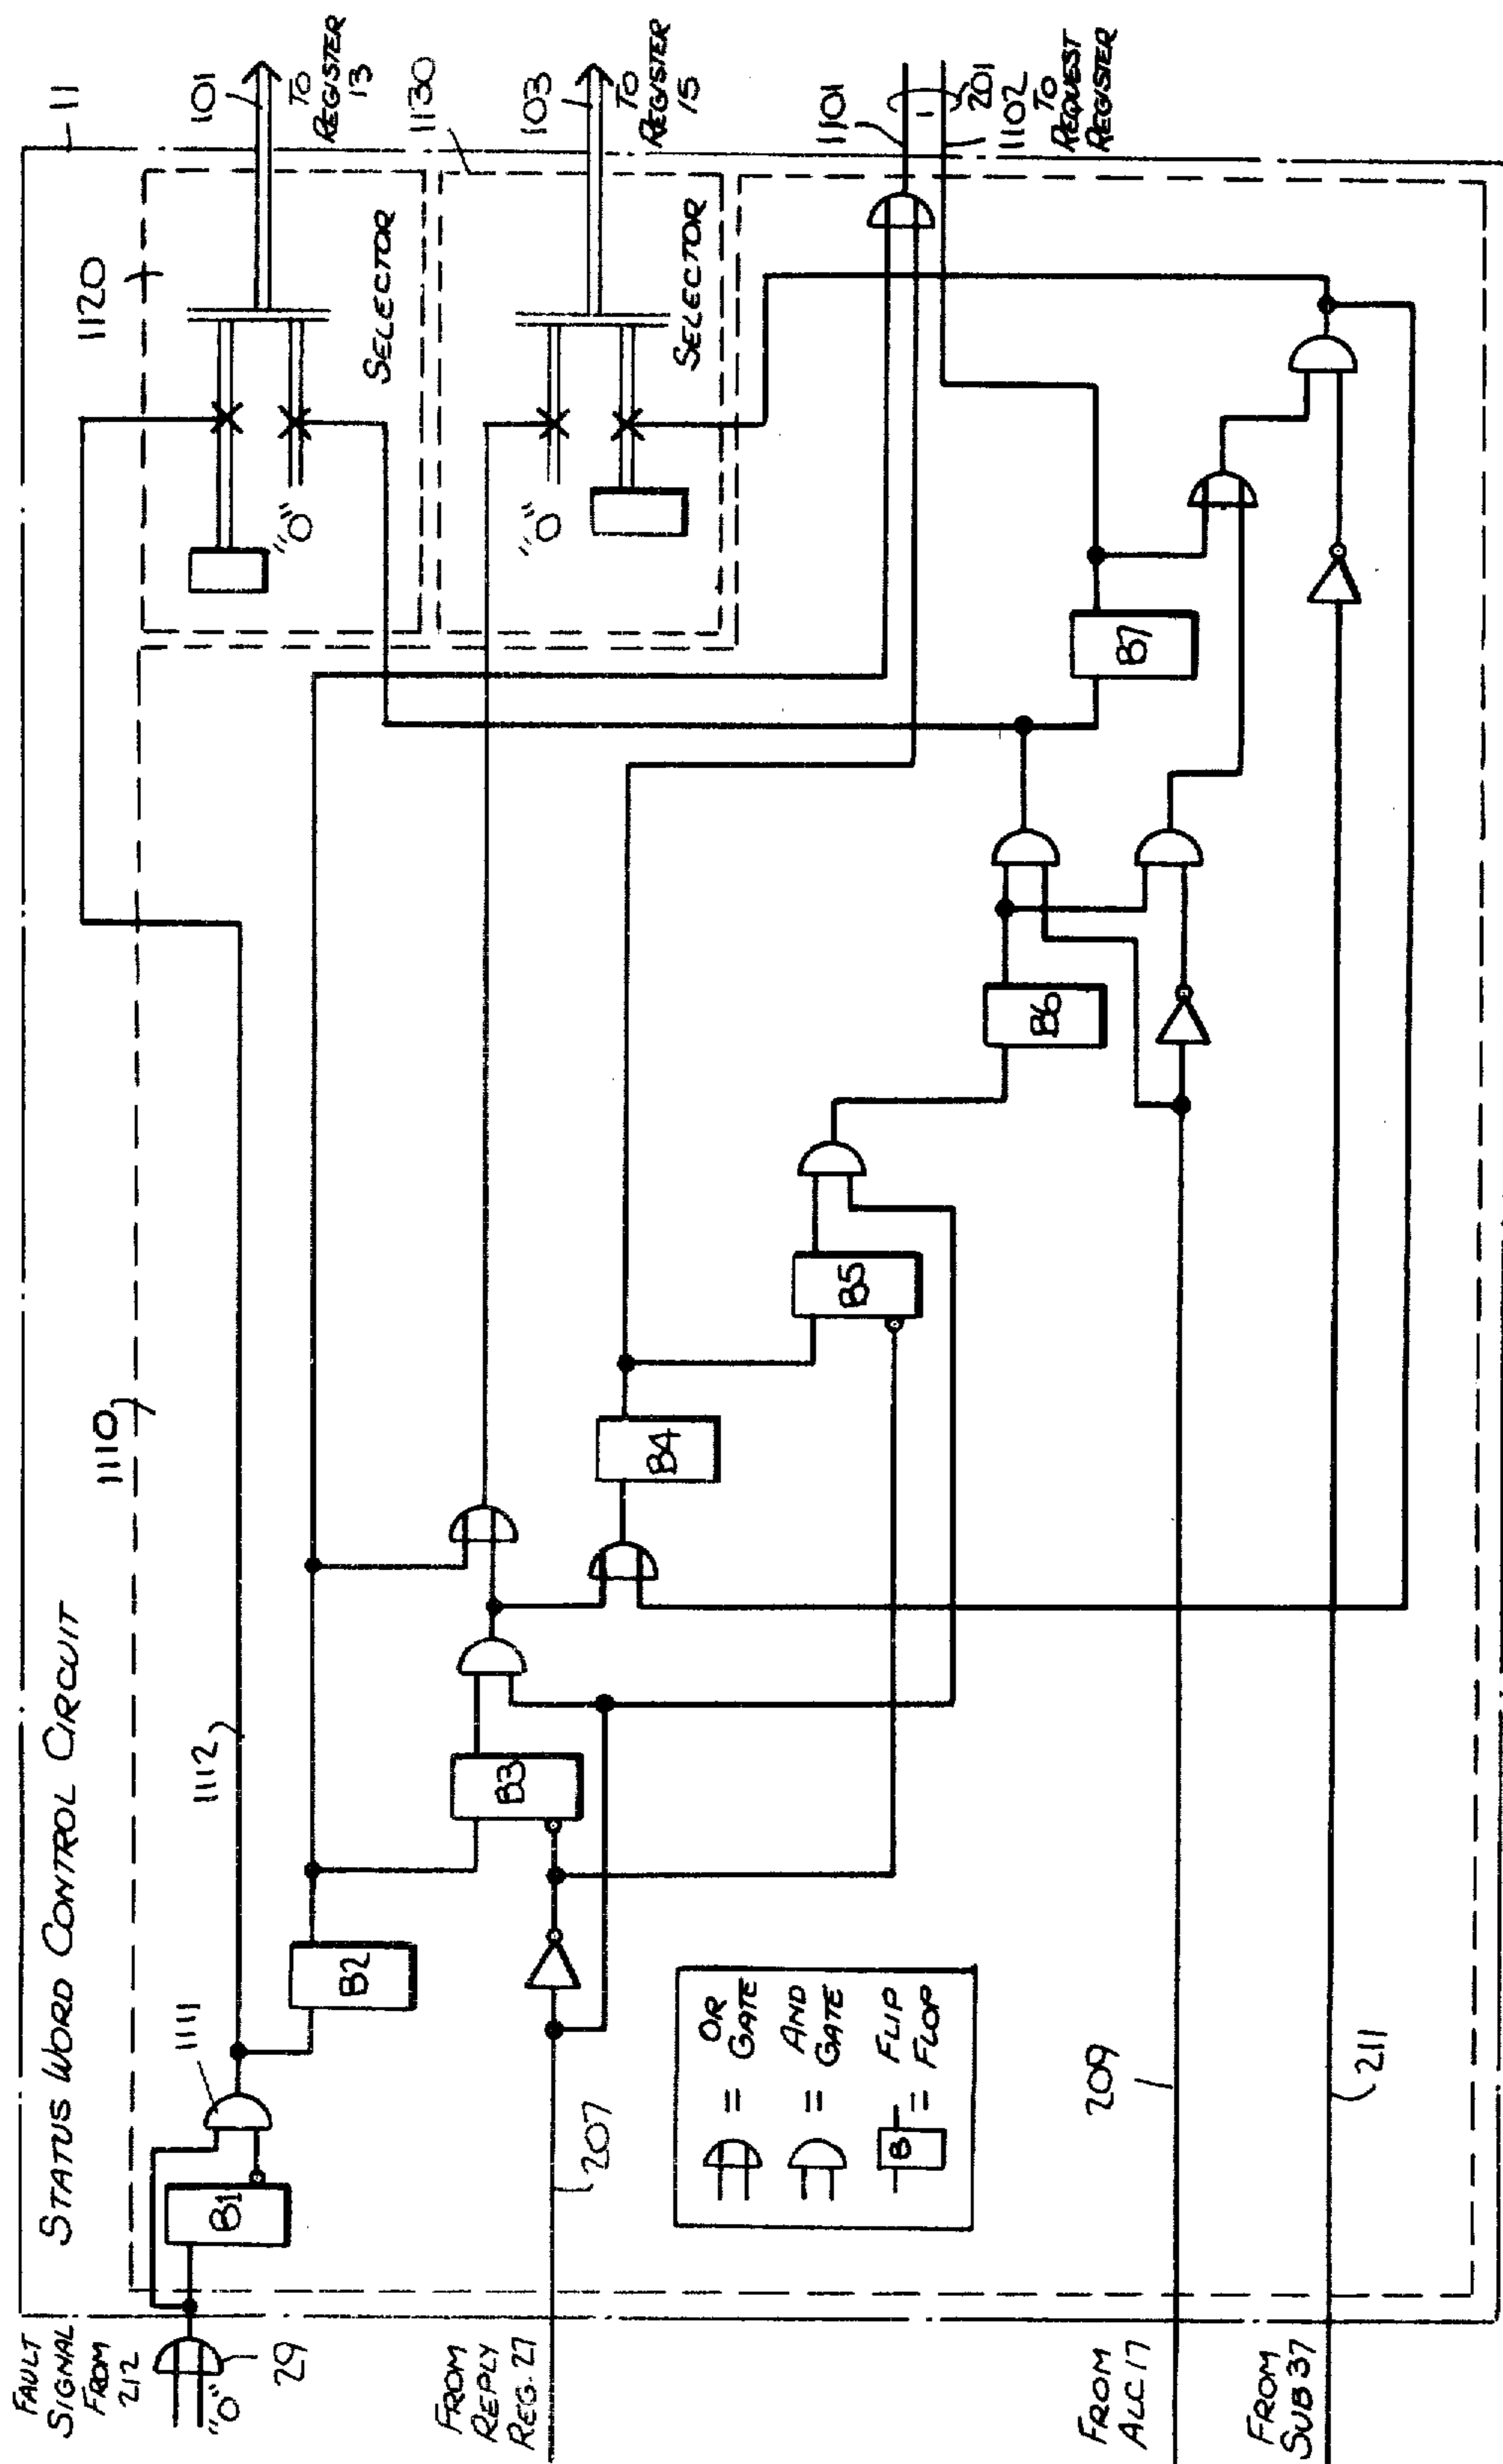 STATUS WORD CONTROL CIRCUIT
11
FAULT
SIGNAL
FROM
212
"0"
29
B1
1111
1112
1110
1120
"0"
SELECTOR
101
TO
REGISTER
13
B2
FROM
REPLY
REG. 27
207
B3
B4
B5
1130
"0"
SELECTOR
103
TO
REGISTER
15
1101
201
1102
TO
REQUEST
REGISTER
B6
B7
= OR
GATE
= AND
GATE
B
= FLIP
FLOP
FROM
ALC 17
209
FROM
SUB 37
211